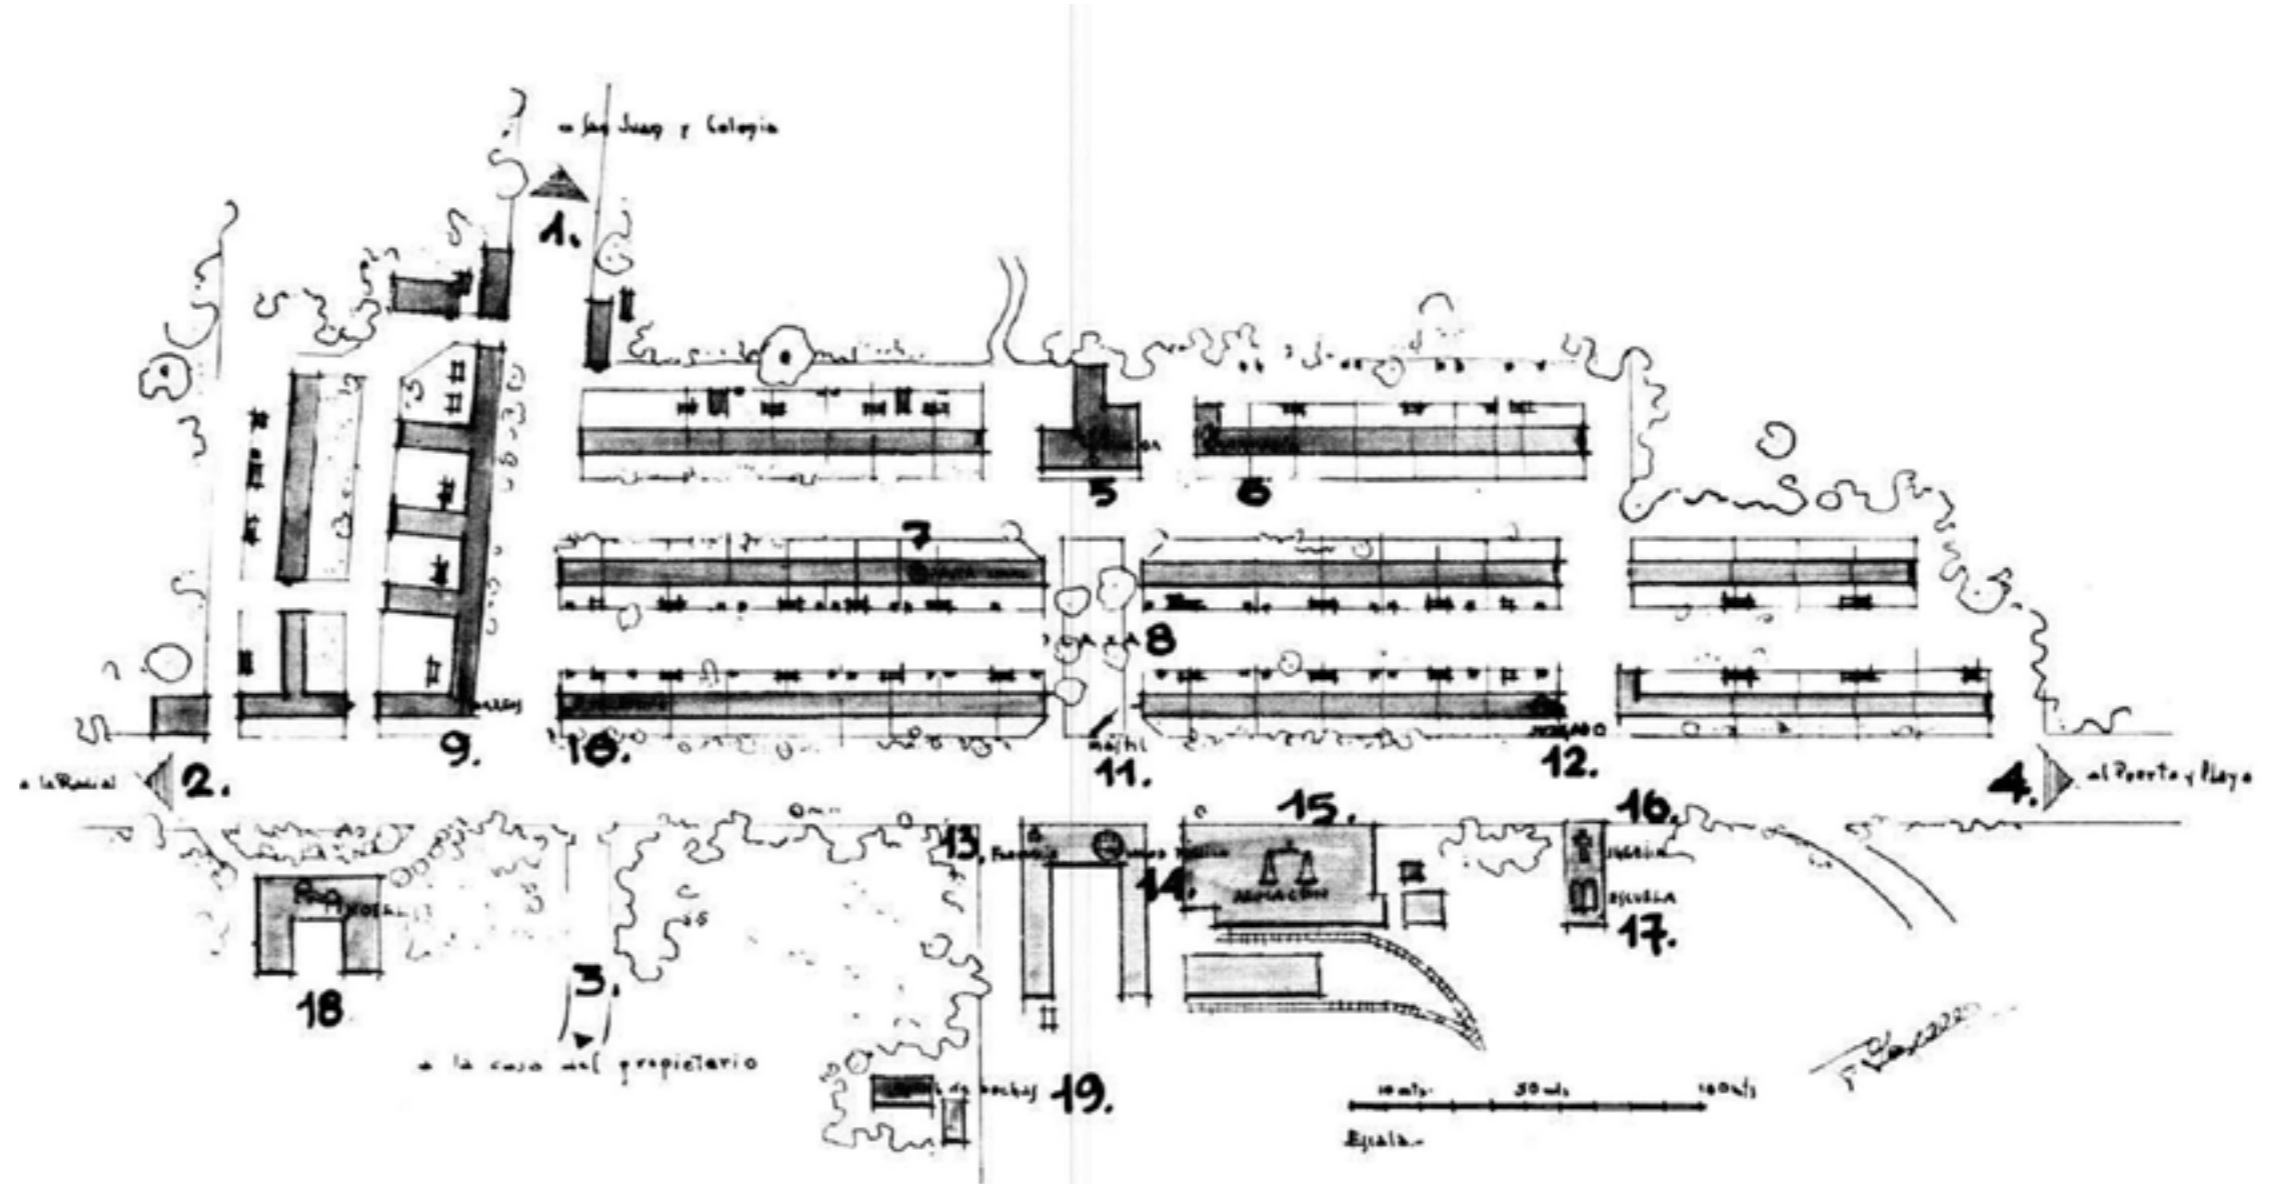 a San Juan y Colonia
1.
5
6
7
8
9.
10.
mástil
11.
12.
2.
4.
al Puerto y Playa
13.
14.
15.
ALMACEN
16.
IGLESIA
ESCUELA
17.
18
3.
a la casa del propietario
19.
10 mts.
50 mts
100 mts
Escala.-